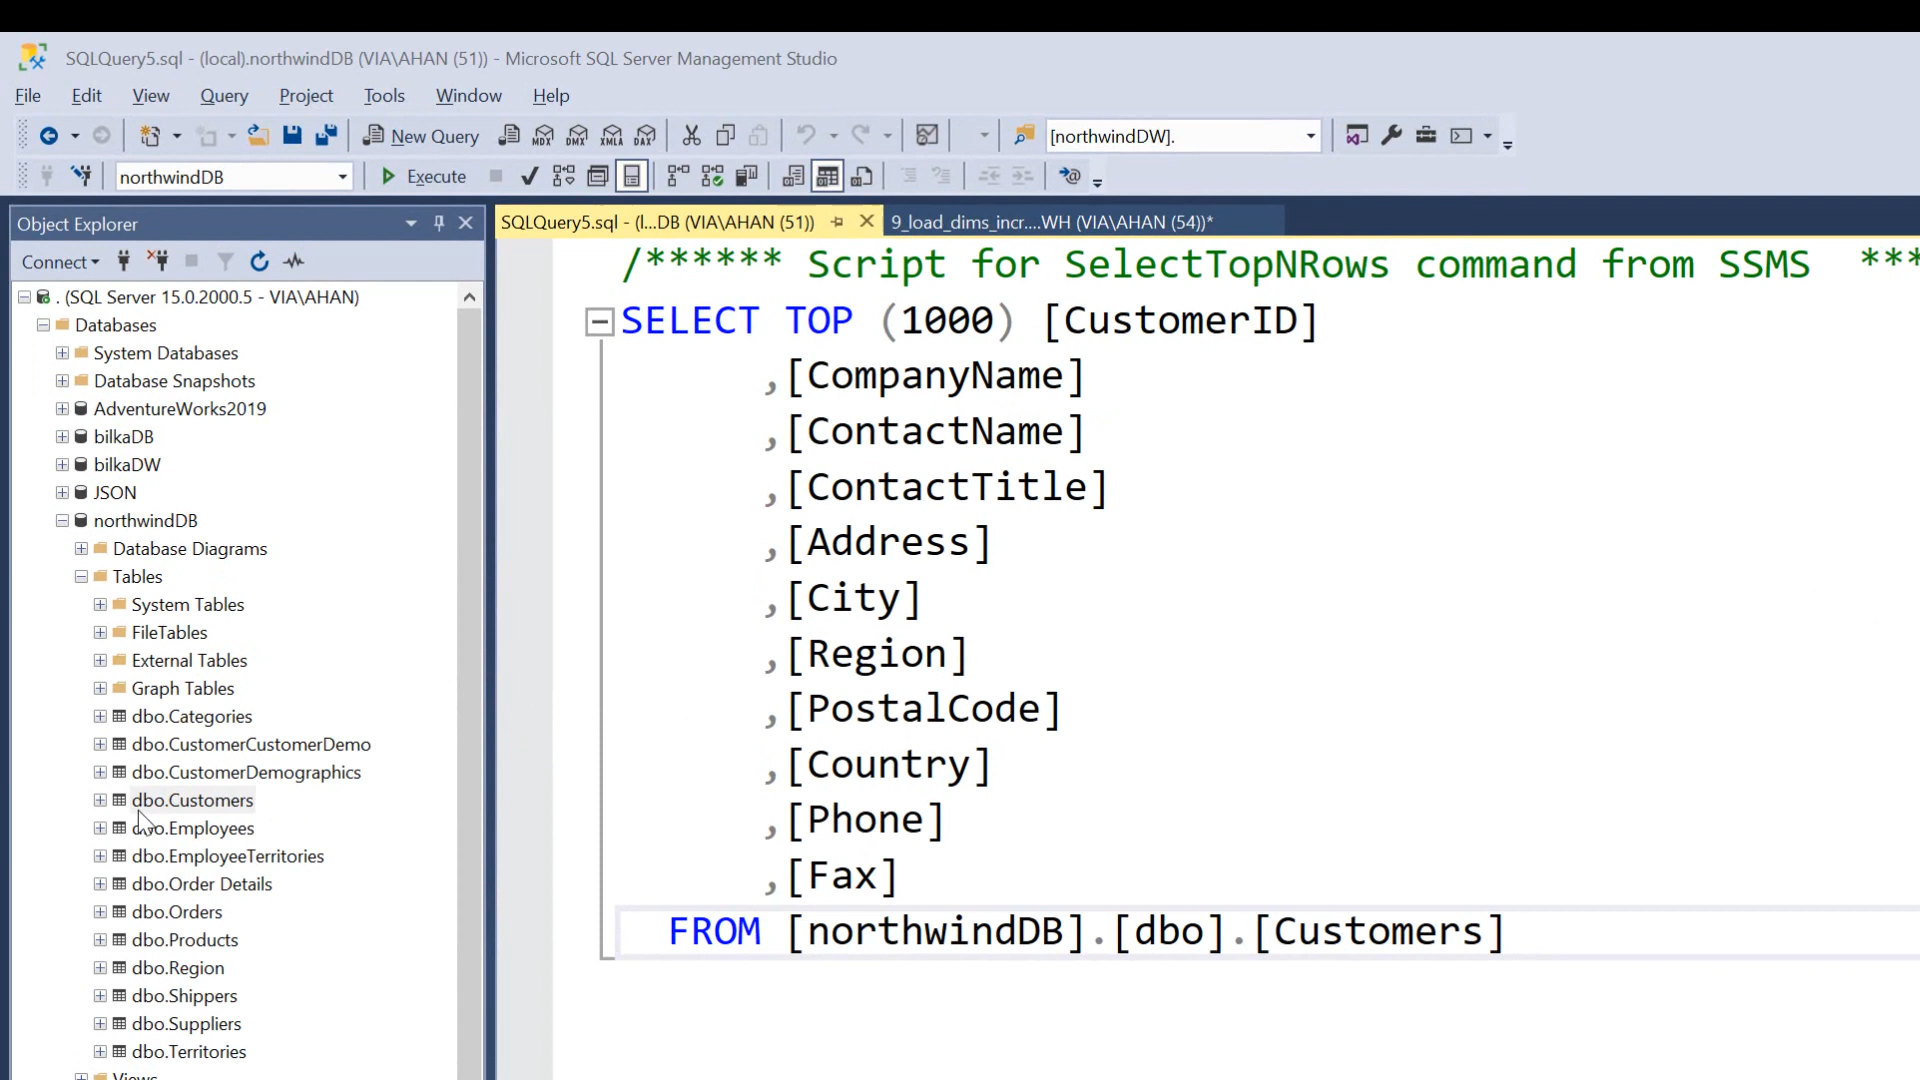 SQLQuery5.sql - (local).northwindDB (VIA\AHAN (51)) - Microsoft SQL Server Management Studio
File Edit View Query Project Tools Window Help
New Query MDX DMX XMLA DAX [northwindDW].
northwindDB Execute
Object Explorer
SQLQuery5.sql - (l...DB (VIA\AHAN (51)) 9_load_dims_incr....WH (VIA\AHAN (54))*
Connect
. (SQL Server 15.0.2000.5 - VIA\AHAN)
Databases
System Databases
Database Snapshots
AdventureWorks2019
bilkaDB
bilkaDW
JSON
northwindDB
Database Diagrams
Tables
System Tables
FileTables
External Tables
Graph Tables
dbo.Categories
dbo.CustomerCustomerDemo
dbo.CustomerDemographics
dbo.Customers
dbo.Employees
dbo.EmployeeTerritories
dbo.Order Details
dbo.Orders
dbo.Products
dbo.Region
dbo.Shippers
dbo.Suppliers
dbo.Territories
Views
/****** Script for SelectTopNRows command from SSMS ***
SELECT TOP (1000) [CustomerID]
,[CompanyName]
,[ContactName]
,[ContactTitle]
,[Address]
,[City]
,[Region]
,[PostalCode]
,[Country]
,[Phone]
,[Fax]
FROM [northwindDB].[dbo].[Customers]